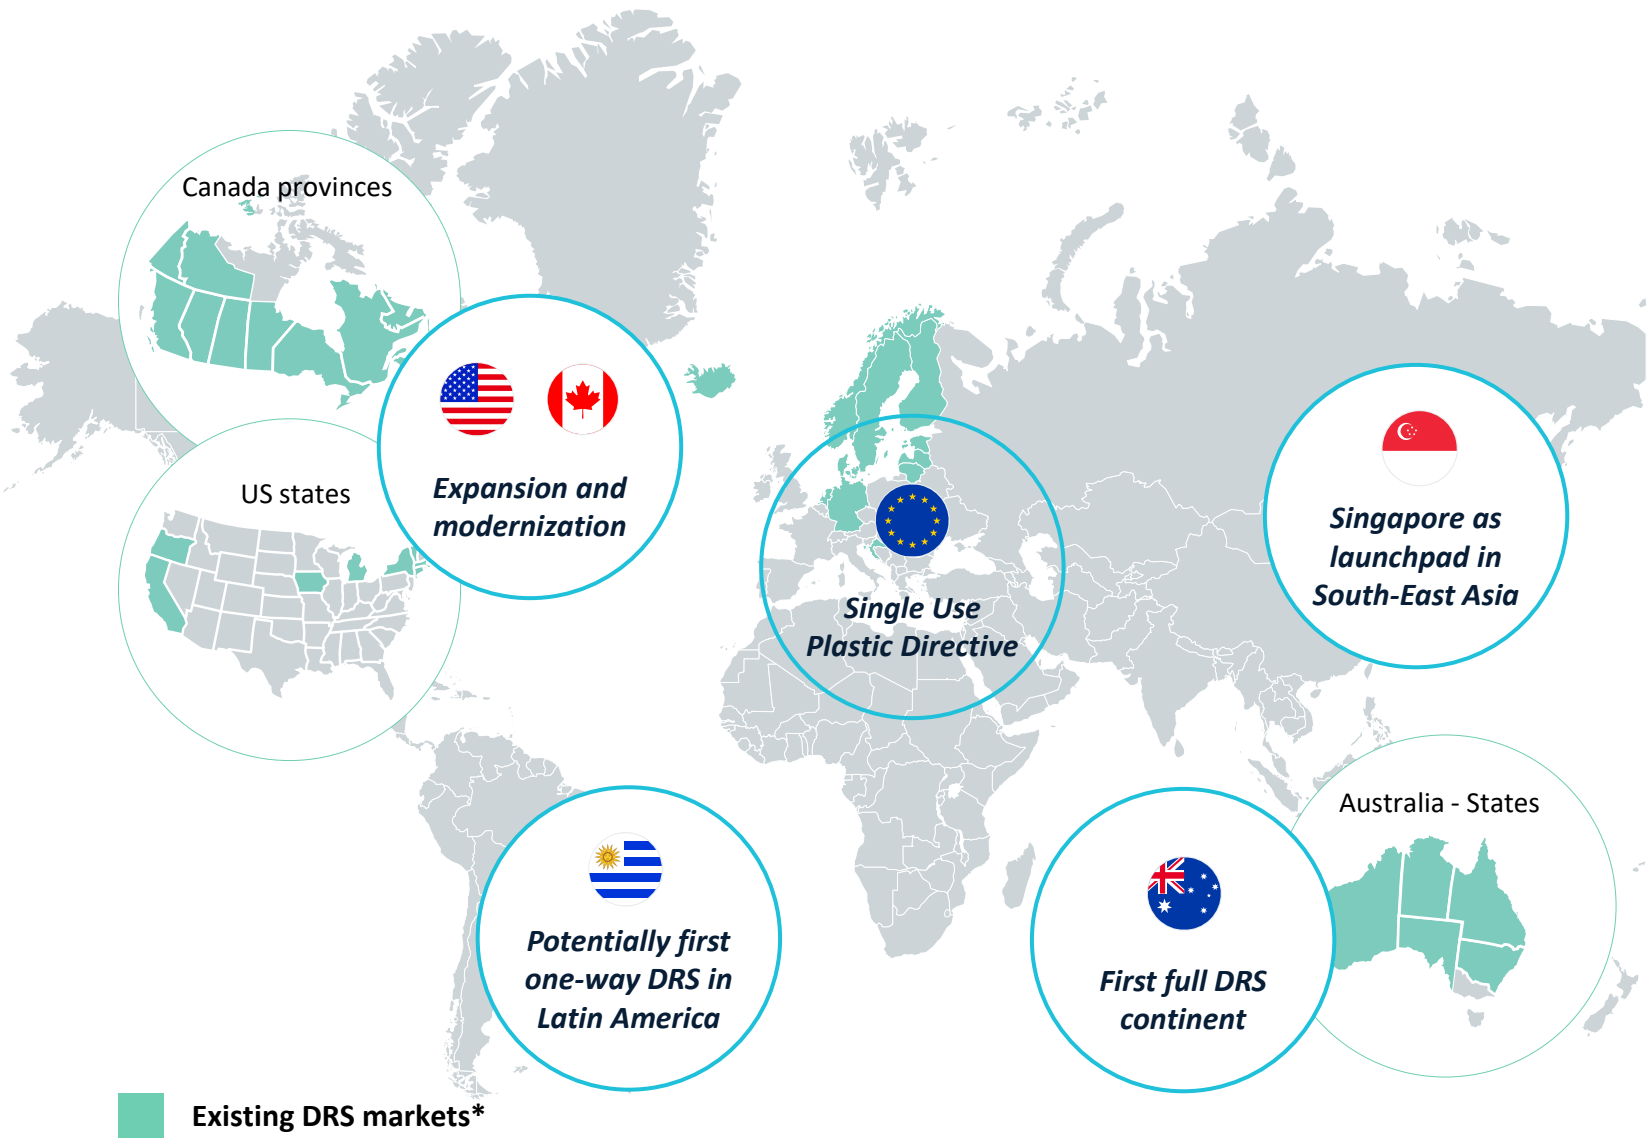 Canada provinces
US states
Expansion and
modernization
Single Use
Plastic Directive
Singapore as
launchpad in
South-East Asia
Potentially first
one-way DRS in
Latin America
First full DRS
continent
Australia - States
Existing DRS markets*